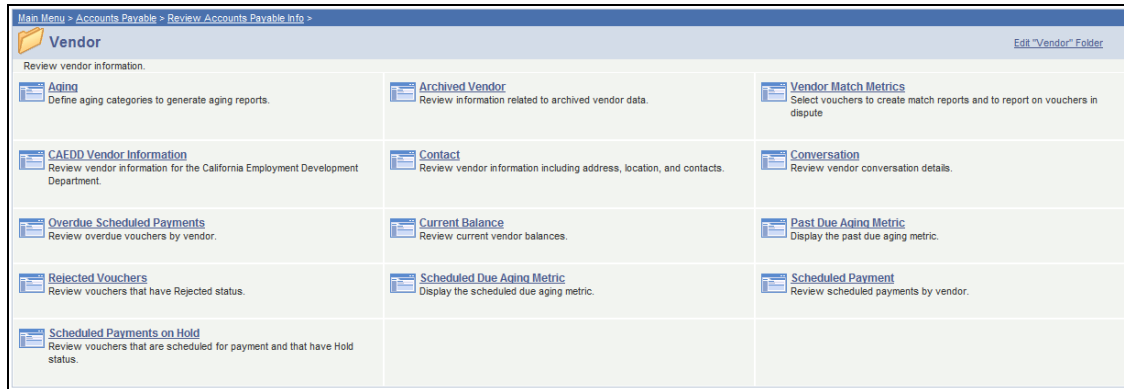 Main Menu > Accounts Payable > Review Accounts Payable Info >
Vendor
Edit "Vendor" Folder
Review vendor information.
Aging
Define aging categories to generate aging reports.
Archived Vendor
Review information related to archived vendor data.
Vendor Match Metrics
Select vouchers to create match reports and to report on vouchers in
dispute
CAEDD Vendor Information
Review vendor information for the California Employment Development
Department.
Contact
Review vendor information including address, location, and contacts.
Conversation
Review vendor conversation details.
Overdue Scheduled Payments
Review overdue vouchers by vendor.
Current Balance
Review current vendor balances.
Past Due Aging Metric
Display the past due aging metric.
Rejected Vouchers
Review vouchers that have Rejected status.
Scheduled Due Aging Metric
Display the scheduled due aging metric.
Scheduled Payment
Review scheduled payments by vendor.
Scheduled Payments on Hold
Review vouchers that are scheduled for payment and that have Hold
status.